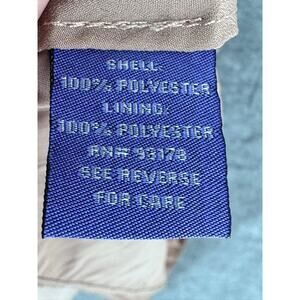 SHELL:
100% POLYESTER
LINING:
100% POLYESTER
RN# 93178
SEE REVERSE
FOR CARE